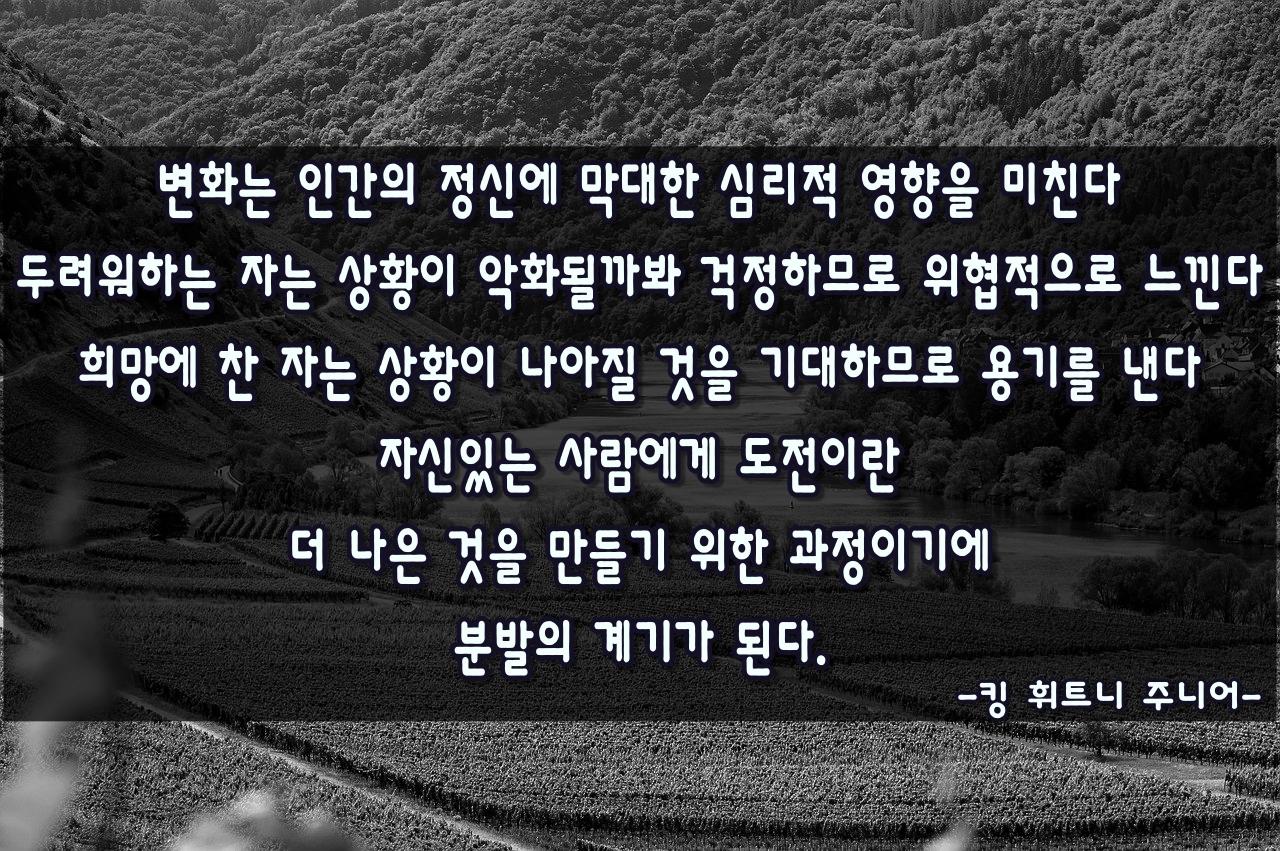 변화는 인간의 정신에 막대한 심리적 영향을 미친다
두려워하는 자는 상황이 악화될까봐 걱정하므로 위협적으로 느낀다
희망에 찬 자는 상황이 나아질 것을 기대하므로 용기를 낸다
자신있는 사람에게 도전이란
더 나은 것을 만들기 위한 과정이기에
분발의 계기가 된다.
-킹 휘트니 주니어-